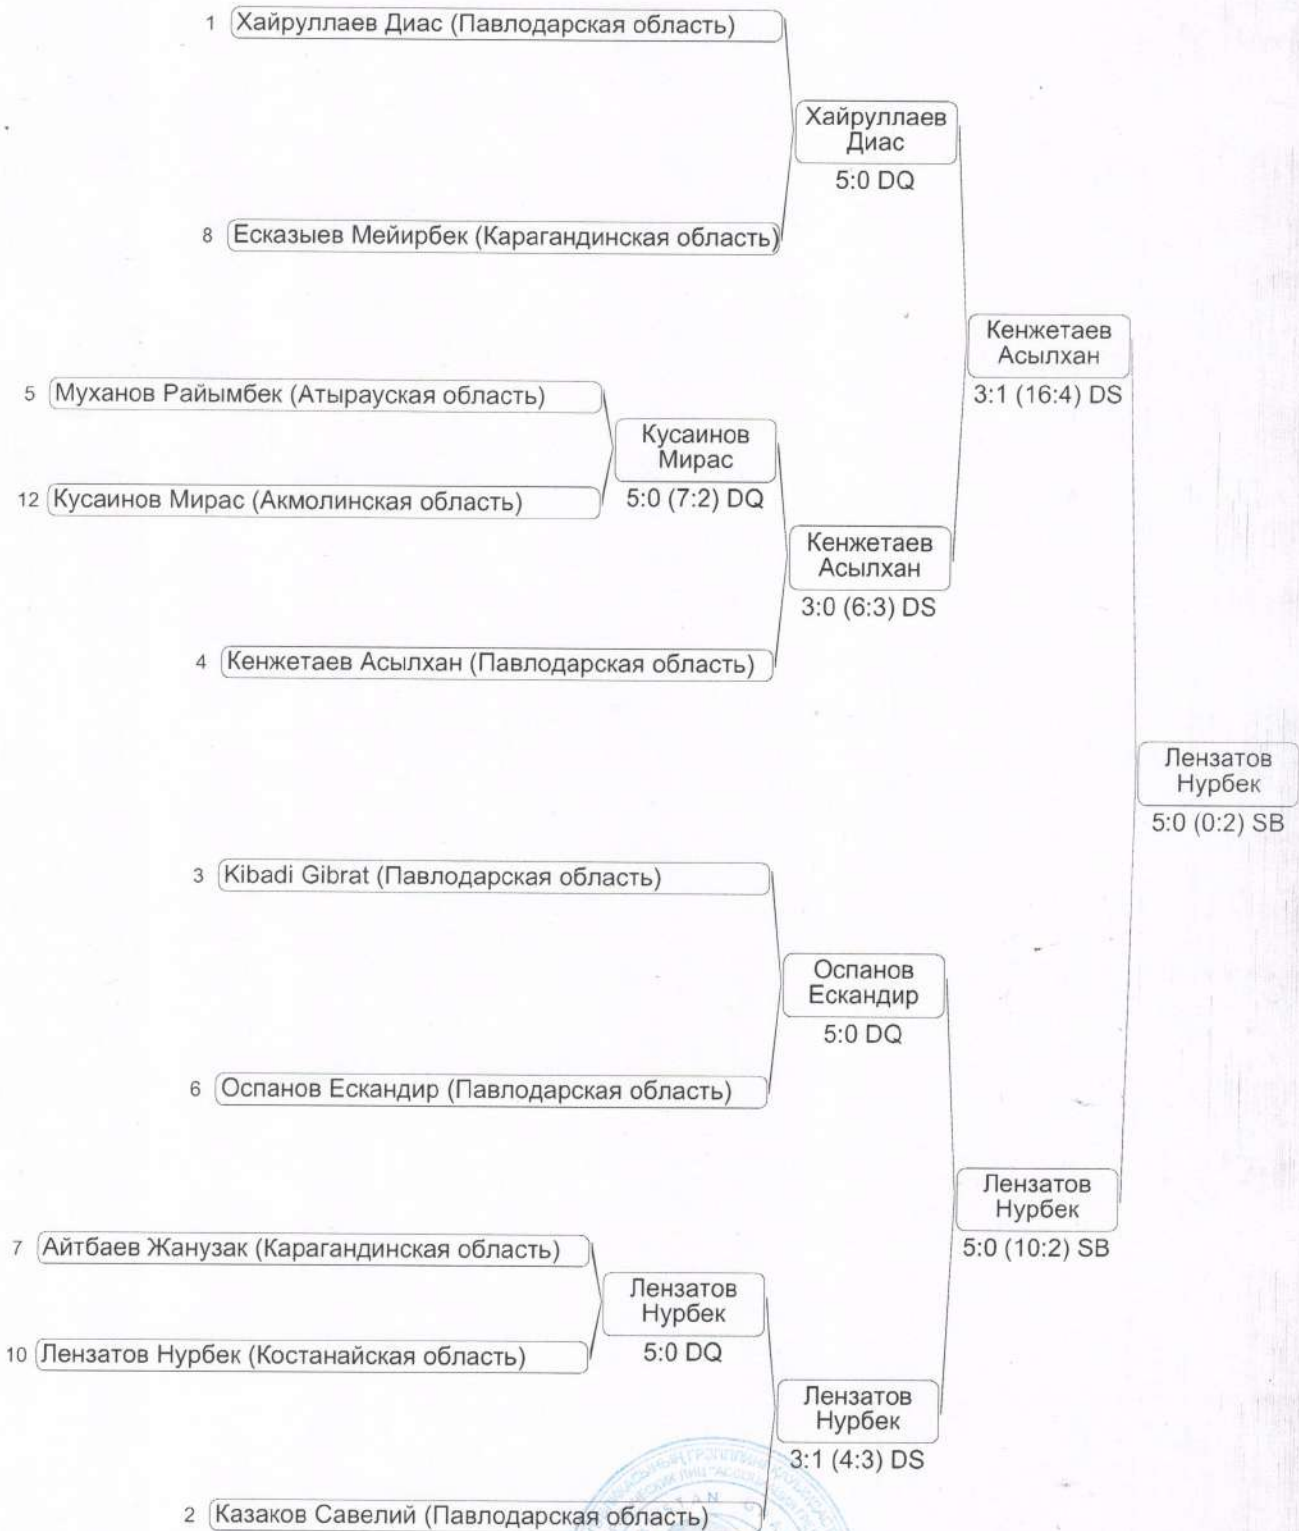 1 Хайруллаев Диас (Павлодарская область)
Хайруллаев
Диас
5:0 DQ
8 Есказыев Мейирбек (Карагандинская область)
Кенжетаев
Асылхан
3:1 (16:4) DS
5 Муханов Райымбек (Атырауская область)
Кусаинов
Мирас
5:0 (7:2) DQ
12 Кусаинов Мирас (Акмолинская область)
Кенжетаев
Асылхан
3:0 (6:3) DS
4 Кенжетаев Асылхан (Павлодарская область)
Лензатов
Нурбек
5:0 (0:2) SB
3 Kibadi Gibrat (Павлодарская область)
Оспанов
Ескандир
5:0 DQ
6 Оспанов Ескандир (Павлодарская область)
Лензатов
Нурбек
5:0 (10:2) SB
7 Айтбаев Жанузак (Карагандинская область)
Лензатов
Нурбек
5:0 DQ
10 Лензатов Нурбек (Костанайская область)
Лензатов
Нурбек
3:1 (4:3) DS
2 Казаков Савелий (Павлодарская область)